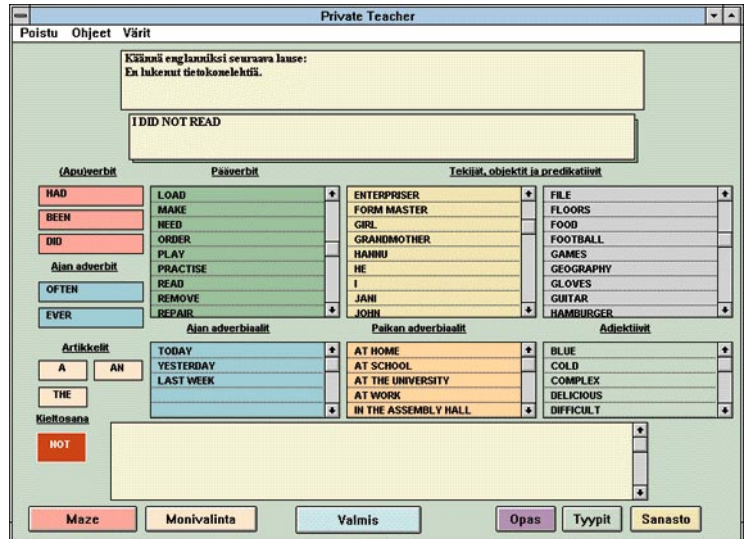 Private Teacher
Poistu Ohjeet Värit
Käännä englanniksi seuraava lause:
En lukenut tietokonelehtiä.
I DID NOT READ
(Apu)verbit
HAD
BEEN
DID
Ajan adverbit
OFTEN
EVER
Artikkelit
A AN
THE
Kieltosana
NOT
Pääverbit
LOAD
MAKE
NEED
ORDER
PLAY
PRACTISE
READ
REMOVE
REPAIR
Tekijät, objektit ja predikatiivit
ENTERPRISER
FORM MASTER
GIRL
GRANDMOTHER
HANNU
HE
I
JANI
JOHN
FILE
FLOORS
FOOD
FOOTBALL
GAMES
GEOGRAPHY
GLOVES
GUITAR
HAMBURGER
Ajan adverbiaalit
TODAY
YESTERDAY
LAST WEEK
Paikan adverbiaalit
AT HOME
AT SCHOOL
AT THE UNIVERSITY
AT WORK
IN THE ASSEMBLY HALL
Adjektiivit
BLUE
COLD
COMPLEX
DELICIOUS
DIFFICULT
Maze Monivalinta Valmis Opas Tyypit Sanasto